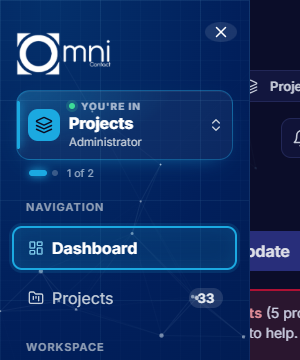 Omni
Contact
YOU'RE IN
Projects
Administrator
1 of 2
NAVIGATION
Dashboard
Projects 33
WORKSPACE
Proje
pdate
ts (5 pro
to help.